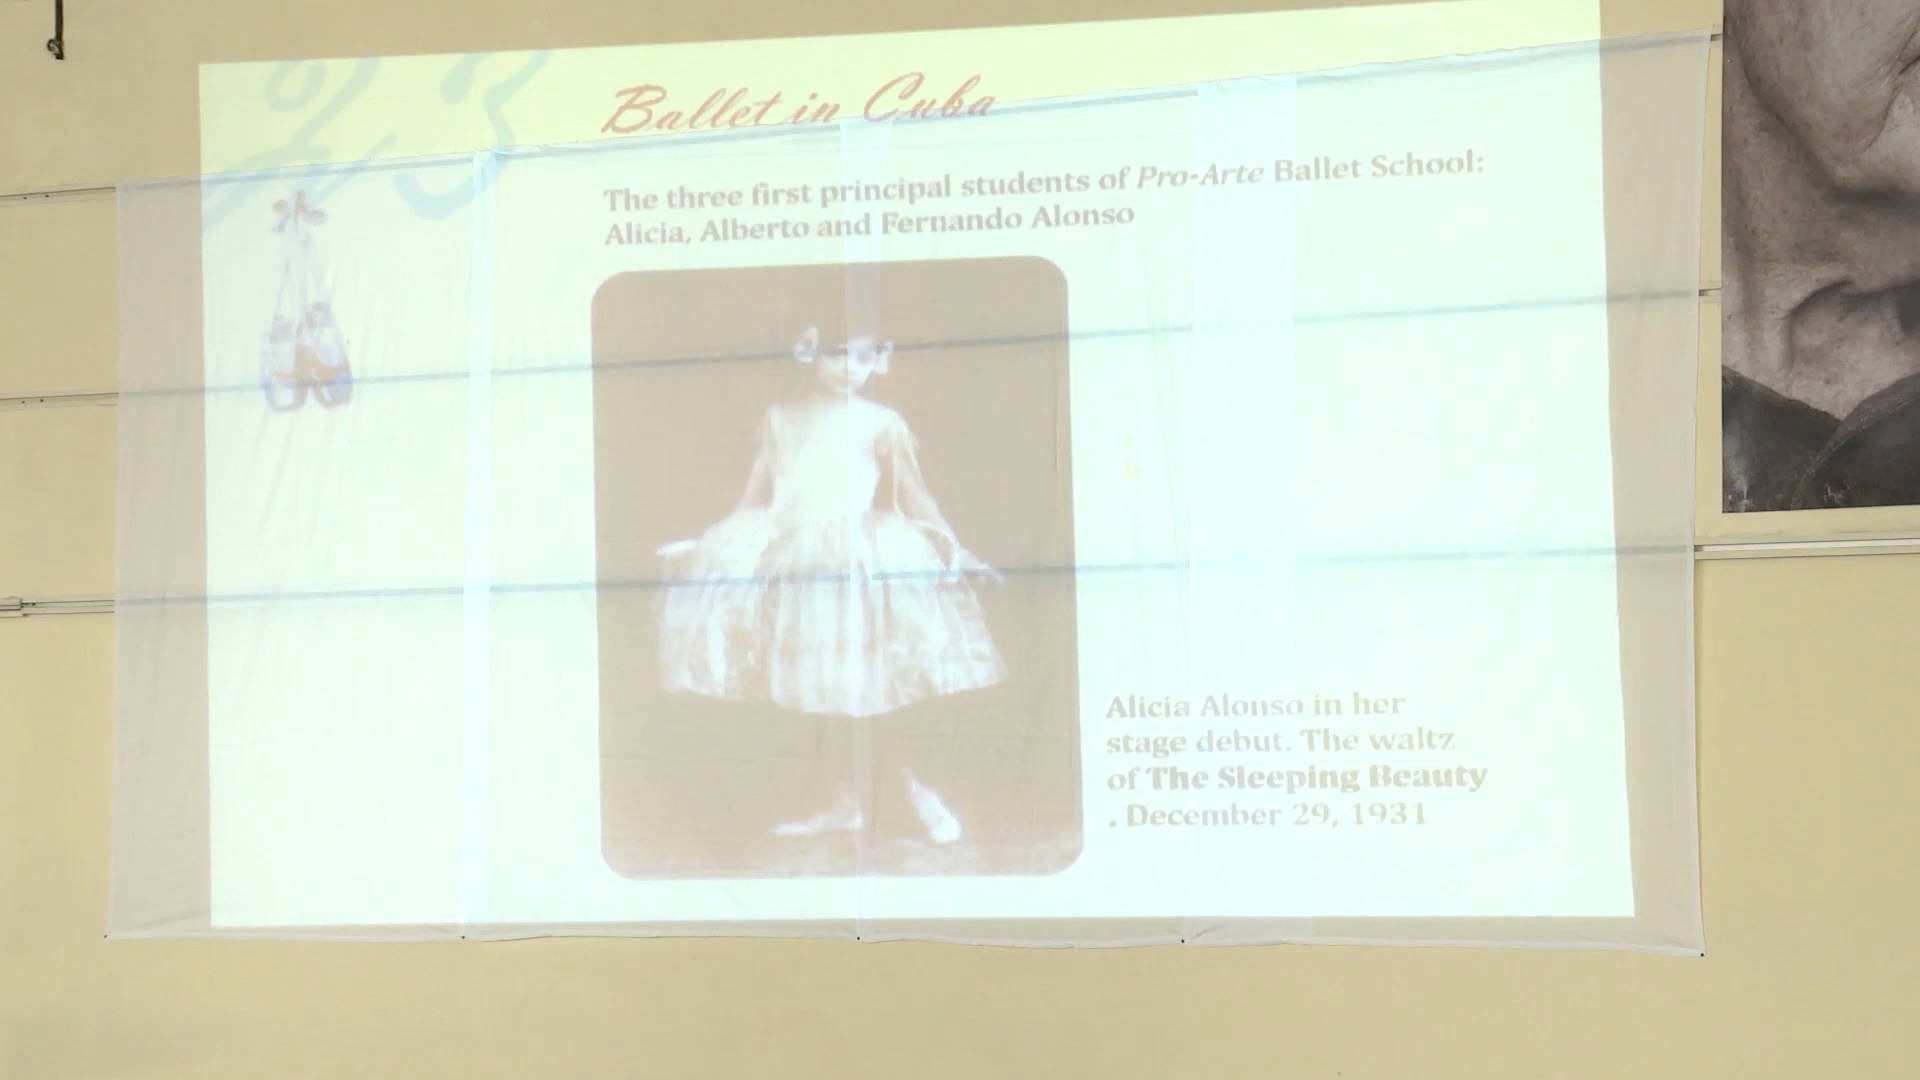 23
Ballet in Cuba
The three first principal students of Pro-Arte Ballet School:
Alicia, Alberto and Fernando Alonso
Alicia Alonso in her
stage debut. The waltz
of The Sleeping Beauty
. December 29, 1931